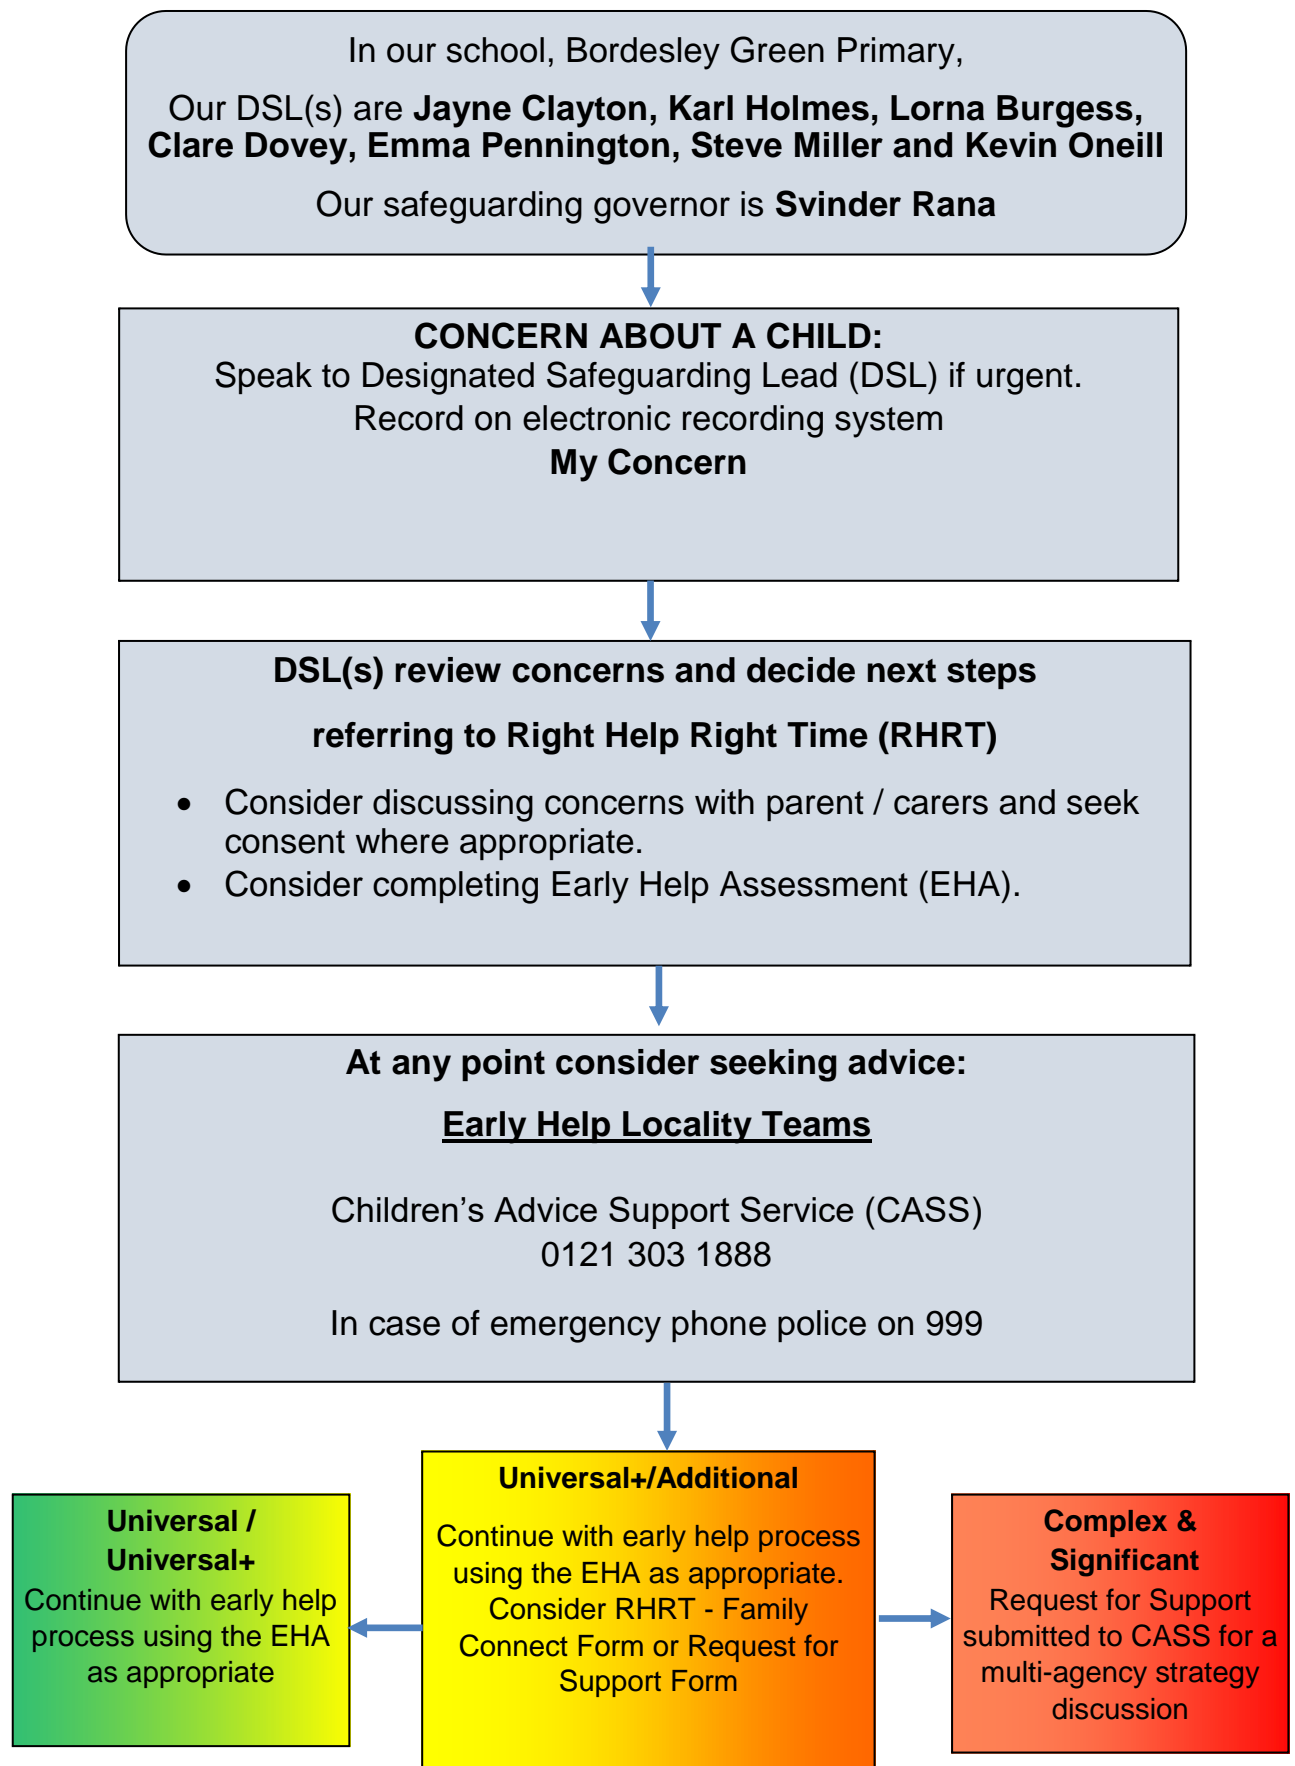 In our school, Bordesley Green Primary,
Our DSL(s) are Jayne Clayton, Karl Holmes, Lorna Burgess,
Clare Dovey, Emma Pennington, Steve Miller and Kevin Oneill
Our safeguarding governor is Svinder Rana
CONCERN ABOUT A CHILD:
Speak to Designated Safeguarding Lead (DSL) if urgent.
Record on electronic recording system
My Concern
DSL(s) review concerns and decide next steps
referring to Right Help Right Time (RHRT)
• Consider discussing concerns with parent / carers and seek
consent where appropriate.
• Consider completing Early Help Assessment (EHA).
At any point consider seeking advice:
Early Help Locality Teams
Children’s Advice Support Service (CASS)
0121 303 1888
In case of emergency phone police on 999
Universal /
Universal+
Continue with early help
process using the EHA
as appropriate
Universal+/Additional
Continue with early help process
using the EHA as appropriate.
Consider RHRT - Family
Connect Form or Request for
Support Form
Complex &
Significant
Request for Support
submitted to CASS for a
multi-agency strategy
discussion